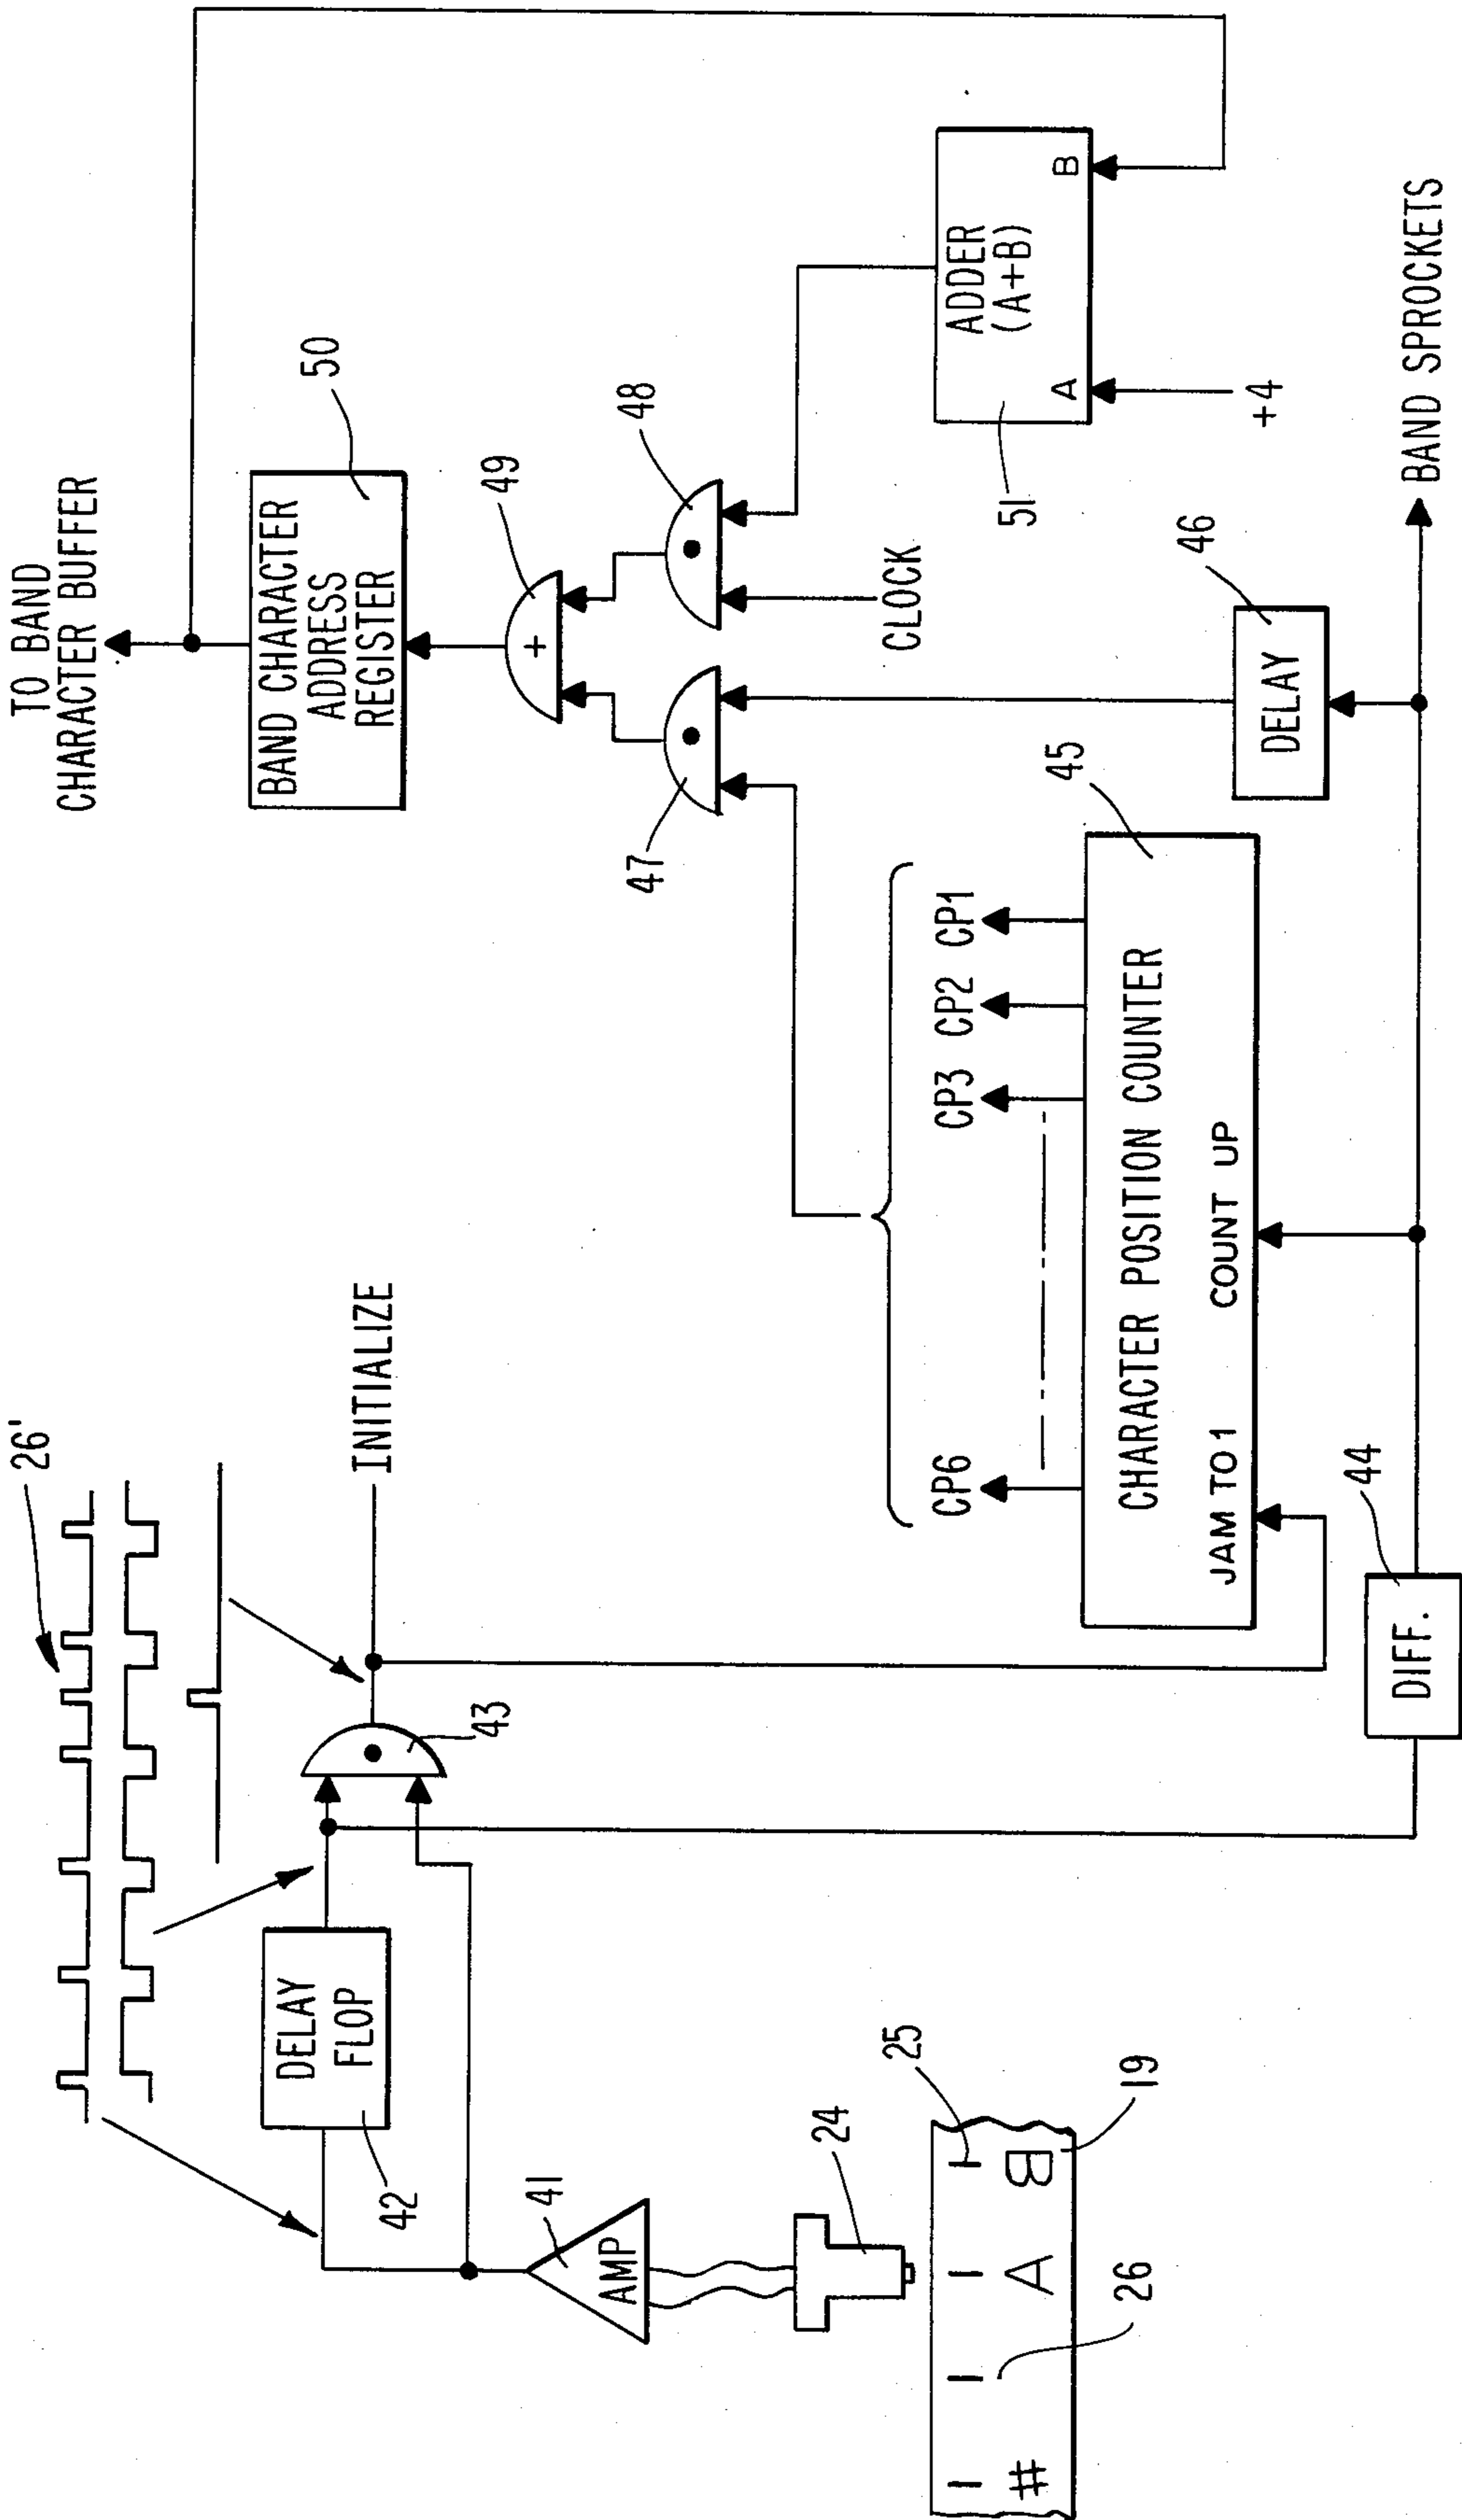 26'
TO BAND
CHARACTER BUFFER
INITIALIZE
BAND CHARACTER
ADDRESS
REGISTER
50
DELAY
FLOP
42
43
49
+
47
48
41
AMP
CLOCK
24
25
CP6 CP3 CP2 CP1
45
ADDER
(A+B)
A B
51
+4
# A B
26
19
CHARACTER POSITION COUNTER
JAM TO 1
COUNT UP
46
DELAY
44
DIFF.
BAND SPROCKETS